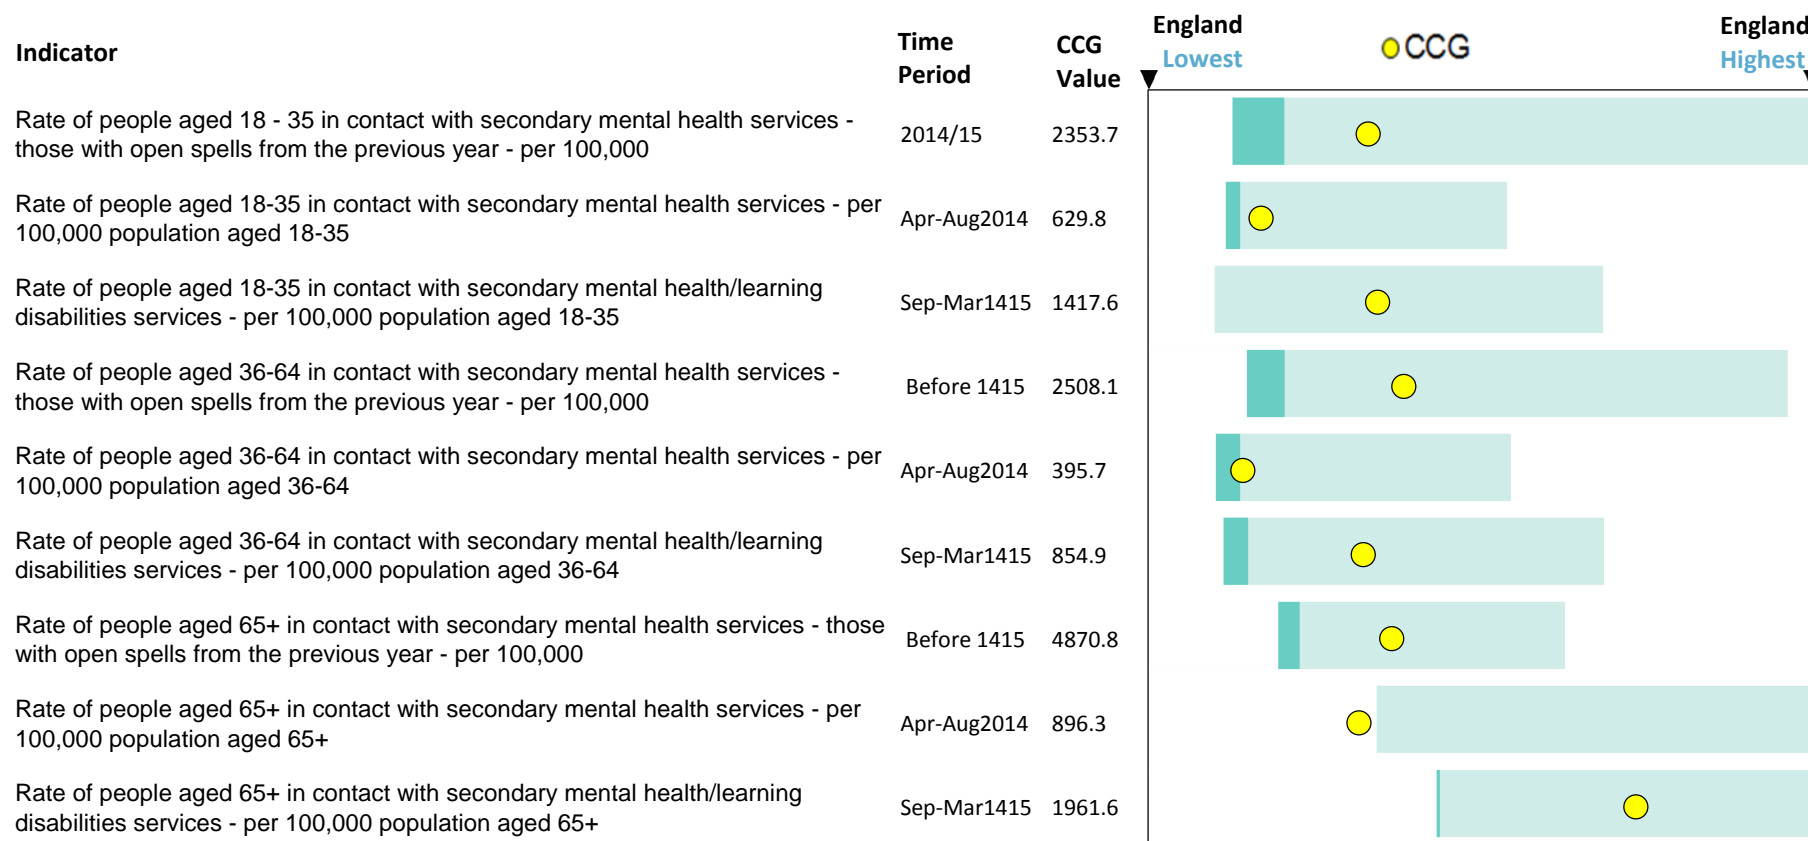 Indicator
Time
Period
CCG
Value
England
Lowest
CCG
England
Highest
Rate of people aged 18 - 35 in contact with secondary mental health services -
those with open spells from the previous year - per 100,000
2014/15
2353.7
Rate of people aged 18-35 in contact with secondary mental health services - per
100,000 population aged 18-35
Apr-Aug2014
629.8
Rate of people aged 18-35 in contact with secondary mental health/learning
disabilities services - per 100,000 population aged 18-35
Sep-Mar1415
1417.6
Rate of people aged 36-64 in contact with secondary mental health services -
those with open spells from the previous year - per 100,000
Before 1415
2508.1
Rate of people aged 36-64 in contact with secondary mental health services - per
100,000 population aged 36-64
Apr-Aug2014
395.7
Rate of people aged 36-64 in contact with secondary mental health/learning
disabilities services - per 100,000 population aged 36-64
Sep-Mar1415
854.9
Rate of people aged 65+ in contact with secondary mental health services - those
with open spells from the previous year - per 100,000
Before 1415
4870.8
Rate of people aged 65+ in contact with secondary mental health services - per
100,000 population aged 65+
Apr-Aug2014
896.3
Rate of people aged 65+ in contact with secondary mental health/learning
disabilities services - per 100,000 population aged 65+
Sep-Mar1415
1961.6